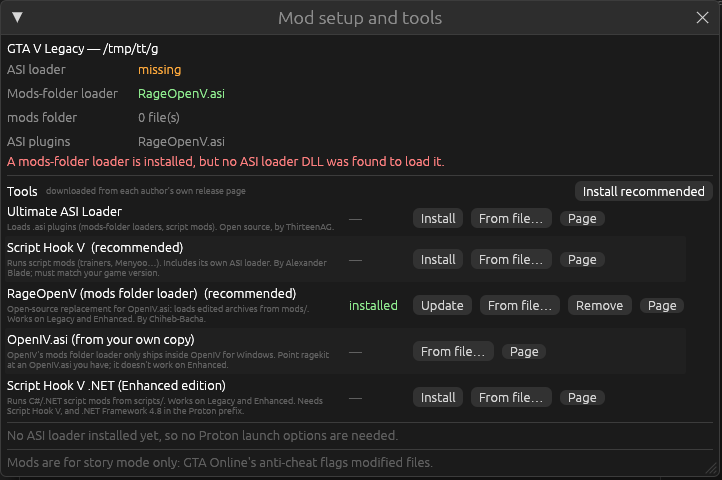 Mod setup and tools
GTA V Legacy — /tmp/tt/g
ASI loader missing
Mods-folder loader RageOpenV.asi
mods folder 0 file(s)
ASI plugins RageOpenV.asi
A mods-folder loader is installed, but no ASI loader DLL was found to load it.
Tools downloaded from each author's own release page Install recommended
Ultimate ASI Loader
Loads .asi plugins (mods-folder loaders, script mods). Open source, by ThirteenAG.
— Install From file… Page
Script Hook V (recommended)
Runs script mods (trainers, Menyoo…). Includes its own ASI loader. By Alexander
Blade; must match your game version.
— Install From file… Page
RageOpenV (mods folder loader) (recommended)
Open-source replacement for OpenIV.asi: loads edited archives from mods/.
Works on Legacy and Enhanced. By Chiheb-Bacha.
installed Update From file… Remove Page
OpenIV.asi (from your own copy)
OpenIV's mods folder loader only ships inside OpenIV for Windows. Point ragekit
at an OpenIV.asi you have; it doesn't work on Enhanced.
— From file… Page
Script Hook V .NET (Enhanced edition)
Runs C#/.NET script mods from scripts/. Works on Legacy and Enhanced. Needs
Script Hook V, and .NET Framework 4.8 in the Proton prefix.
— Install From file… Page
No ASI loader installed yet, so no Proton launch options are needed.
Mods are for story mode only: GTA Online's anti-cheat flags modified files.